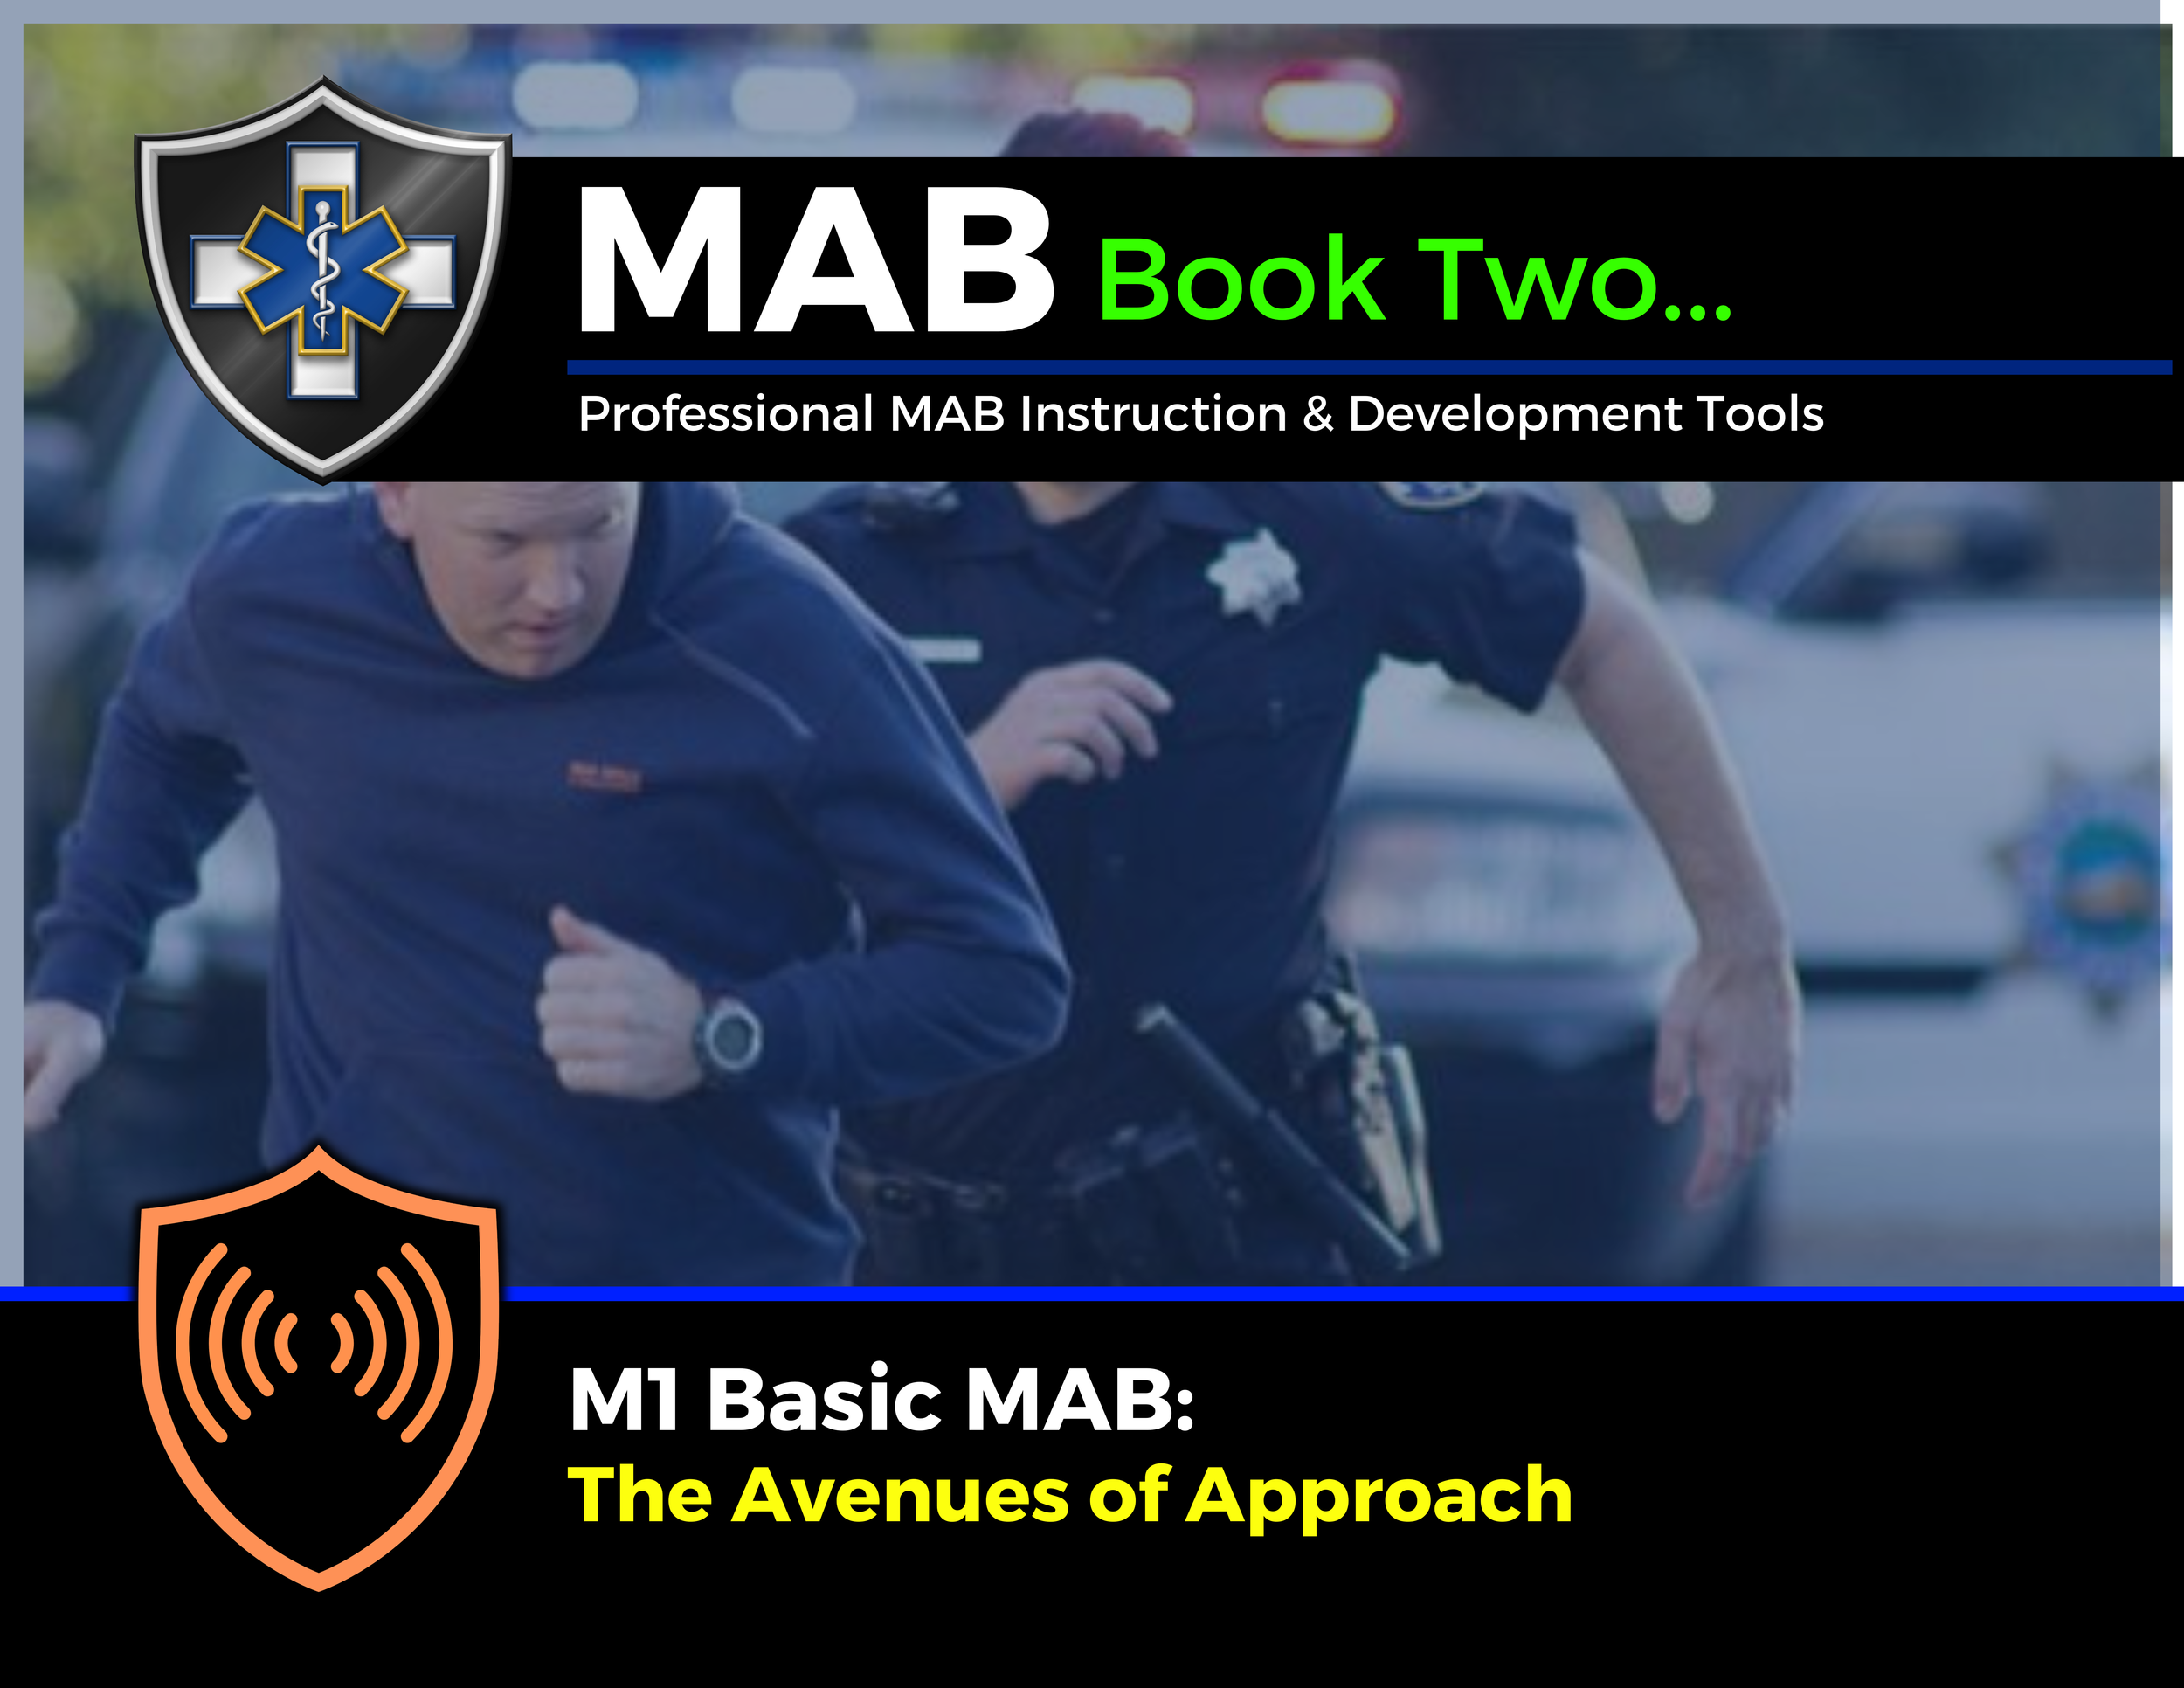 MAB Book Two...
Professional MAB Instruction & Development Tools
M1 Basic MAB:
The Avenues of Approach